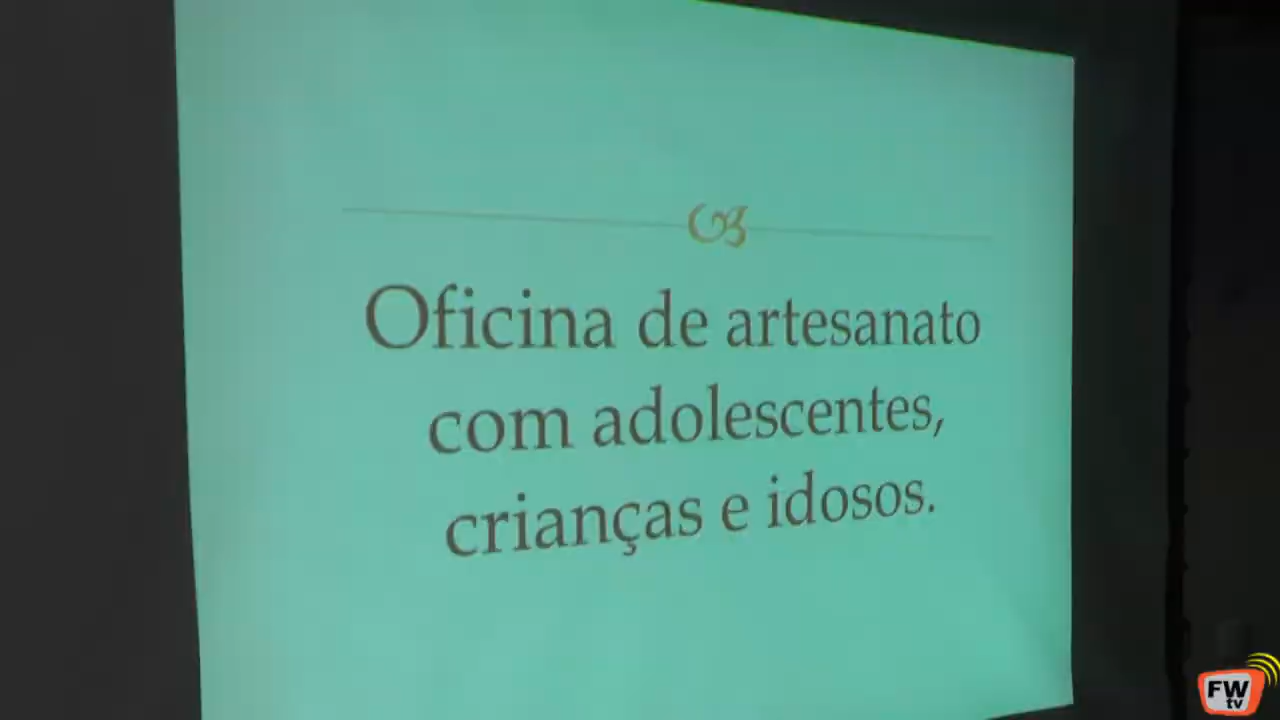 Oficina de artesanato
com adolescentes,
crianças e idosos.
FW
tv